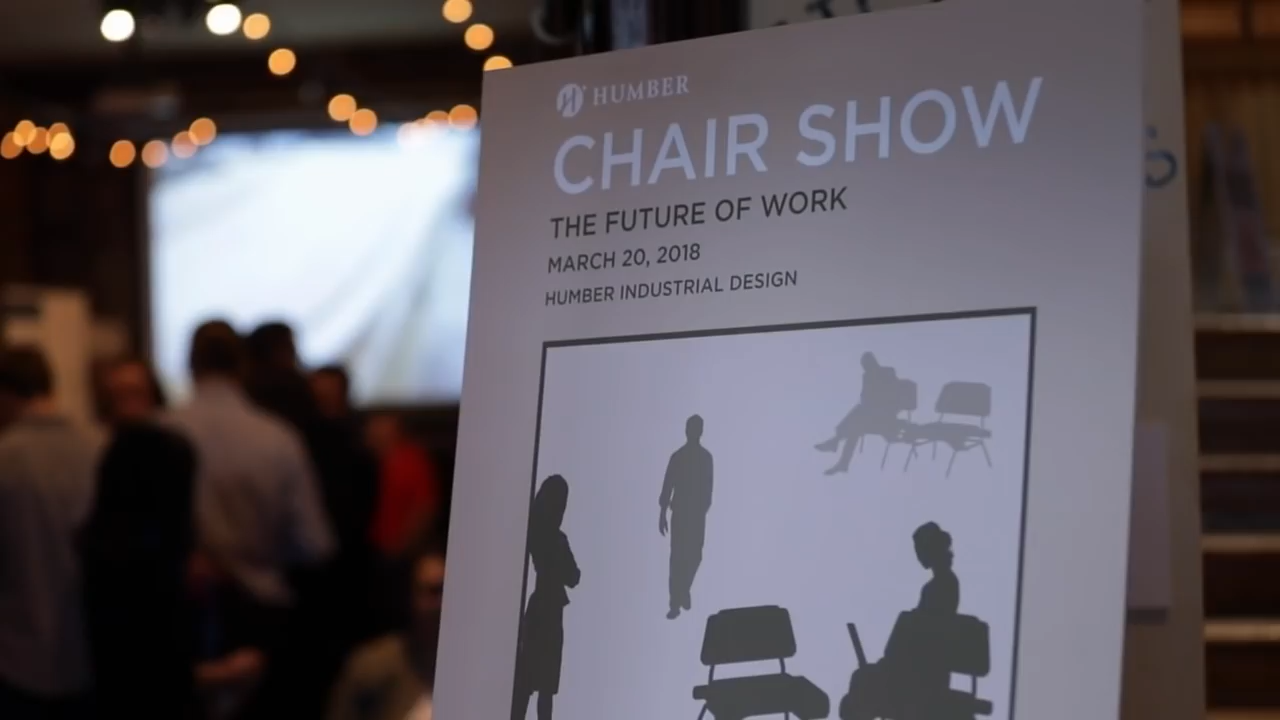 HUMBER
CHAIR SHOW
THE FUTURE OF WORK
MARCH 20, 2018
HUMBER INDUSTRIAL DESIGN